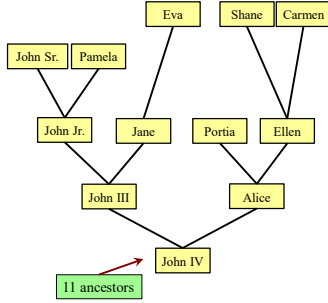 Eva
Shane
Carmen
John Sr.
Pamela
John Jr.
Jane
Portia
Ellen
John III
Alice
John IV
11 ancestors